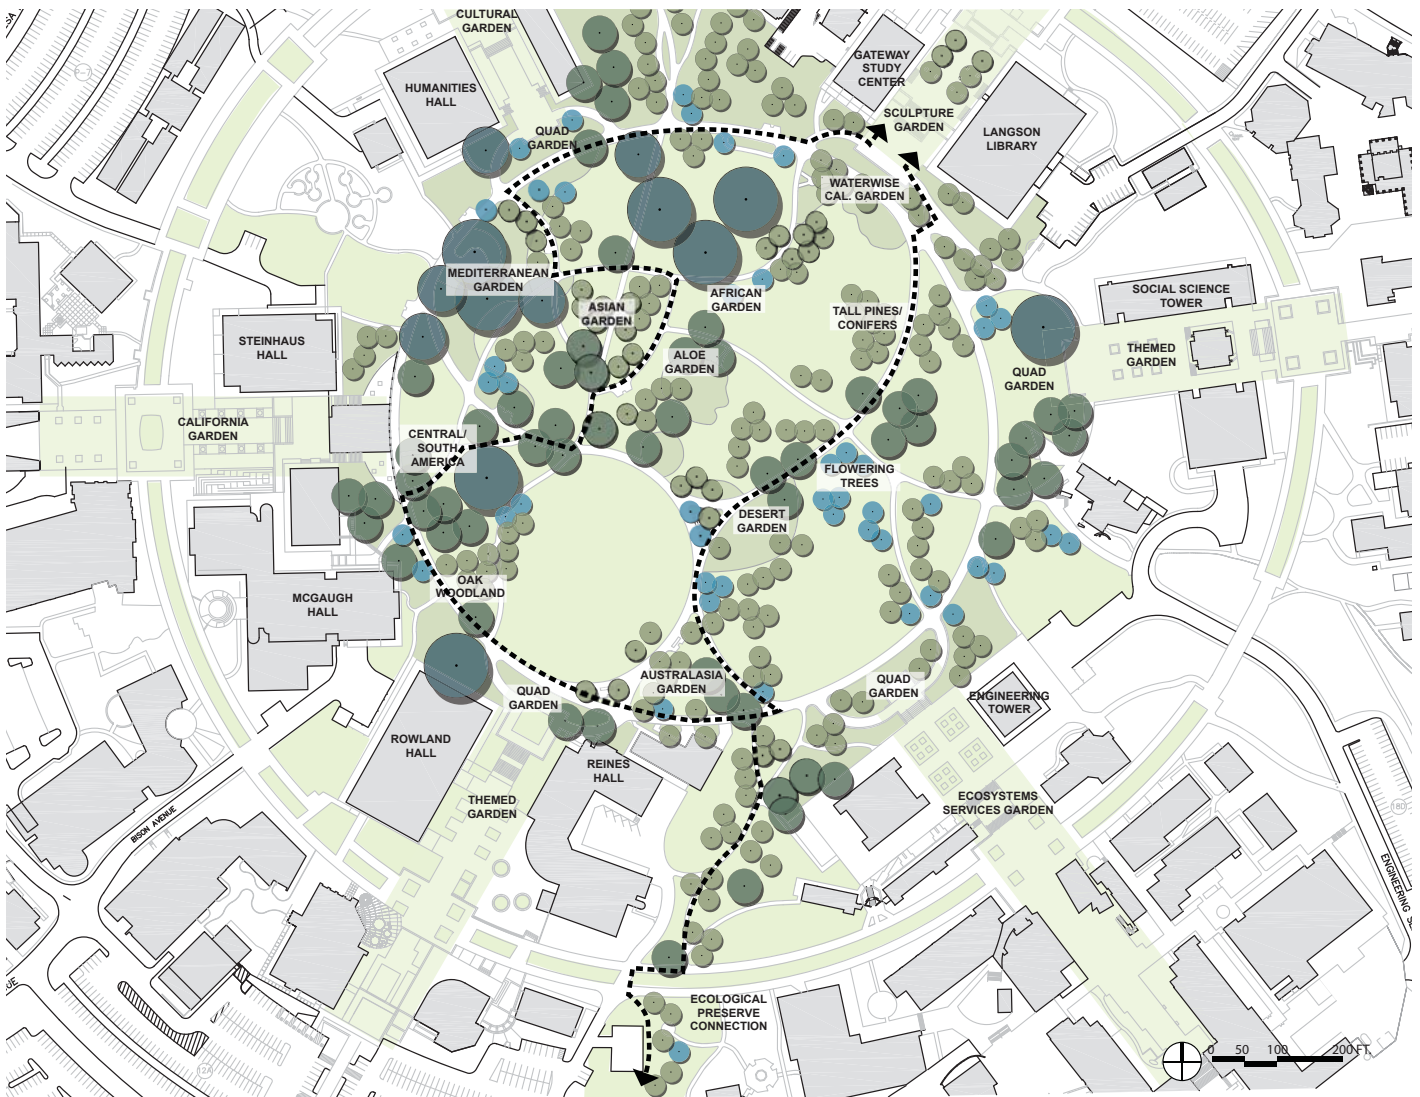 CULTURAL
GARDEN
GATEWAY
STUDY
CENTER
HUMANITIES
HALL
SCULPTURE
GARDEN
LANGSON
LIBRARY
QUAD
GARDEN
WATERWISE
CAL. GARDEN
MEDITERRANEAN
GARDEN
ASIAN
GARDEN
AFRICAN
GARDEN
TALL PINES/
CONIFERS
SOCIAL SCIENCE
TOWER
STEINHAUS
HALL
ALOE
GARDEN
THEMED
GARDEN
QUAD
GARDEN
CALIFORNIA
GARDEN
CENTRAL/
SOUTH
AMERICA
FLOWERING
TREES
DESERT
GARDEN
OAK
WOODLAND
MCGAUGH
HALL
AUSTRALASIA
GARDEN
QUAD
GARDEN
QUAD
GARDEN
ENGINEERING
TOWER
ROWLAND
HALL
REINES
HALL
THEMED
GARDEN
ECOSYSTEMS
SERVICES GARDEN
BISON AVENUE
ECOLOGICAL
PRESERVE
CONNECTION
12A
18D
0 50 100 200 FT.